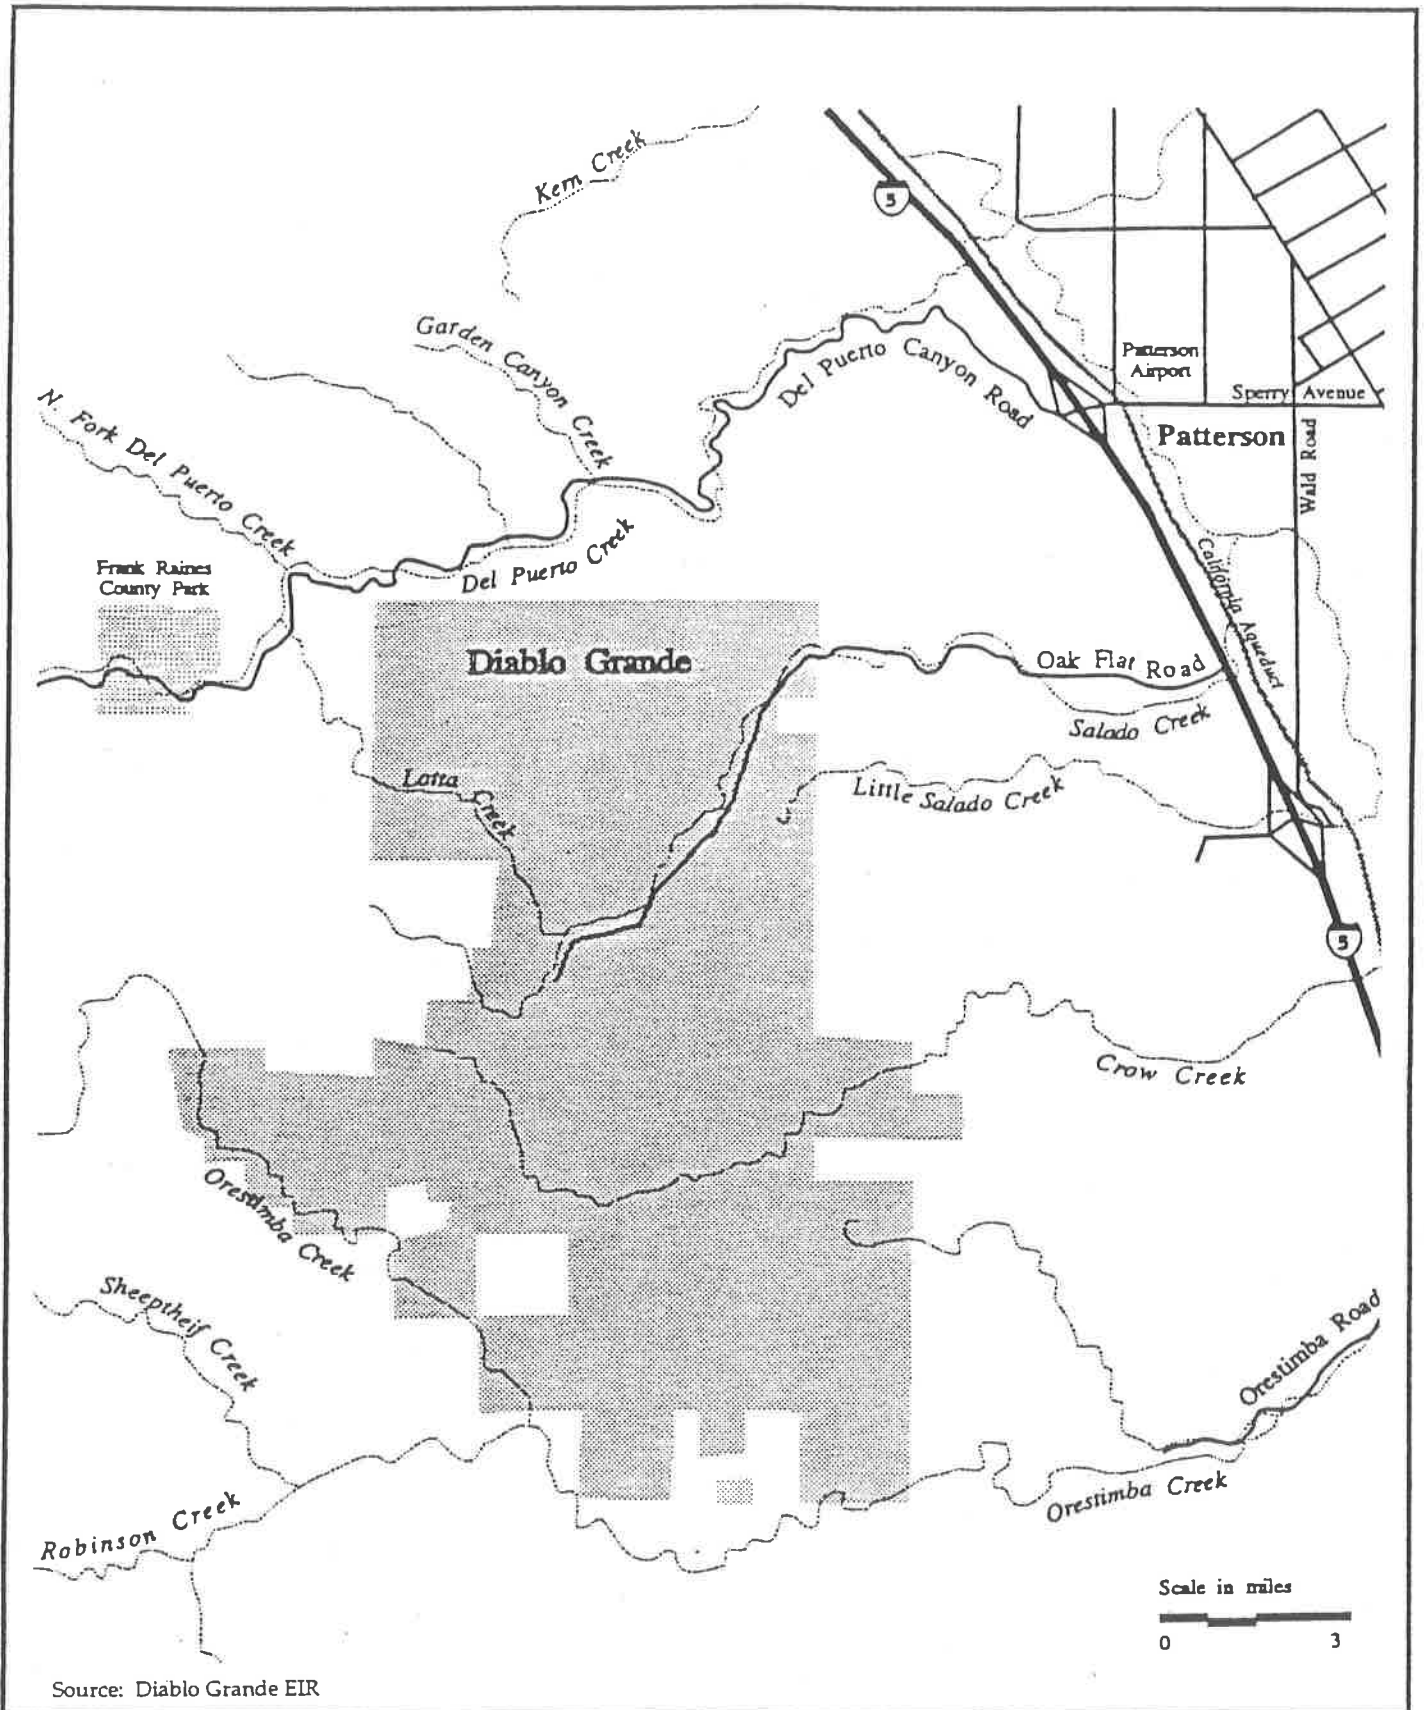 Kern Creek
5
Garden Canyon Creek
Del Puerto Canyon Road
Patterson
Airport
Sperry Avenue
N. Fork Del Puerto Creek
Patterson
Wald Road
Del Puerto Creek
California Aqueduct
Frank Raines
County Park
Diablo Grande
Oak Flat Road
Salado Creek
Lotta Creek
Little Salado Creek
5
Crow Creek
Orestimba Creek
Sheeptheif Creek
Orestimba Road
Orestimba Creek
Robinson Creek
Scale in miles
0 3
Source: Diablo Grande EIR